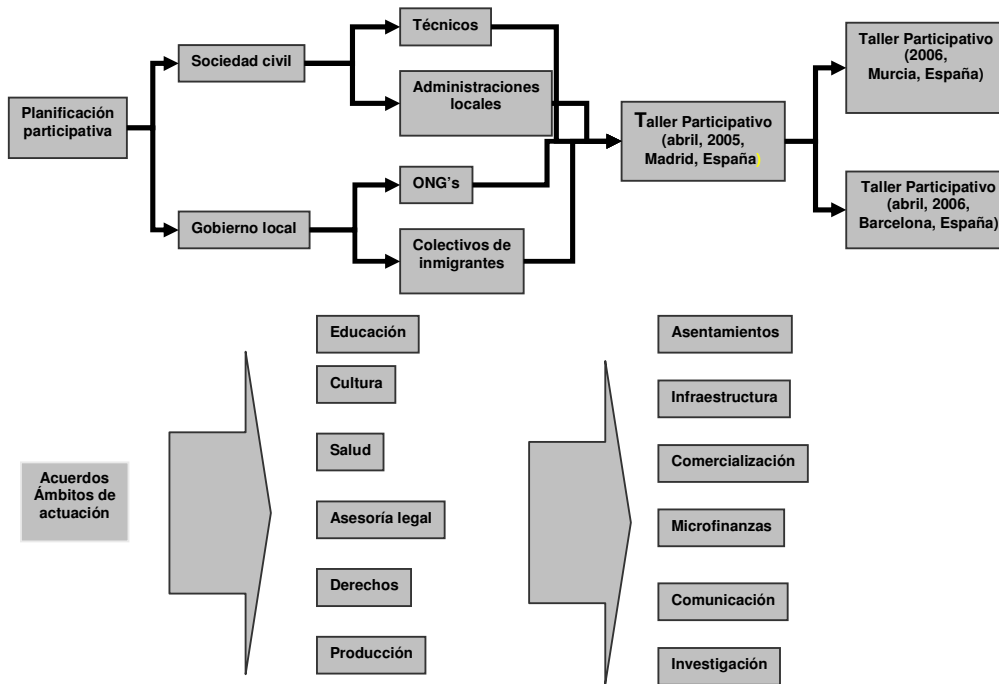 Planificación
participativa
Sociedad civil
Gobierno local
Técnicos
Administraciones
locales
ONG's
Colectivos de
inmigrantes
Taller Participativo
(abril, 2005,
Madrid, España)
Taller Participativo
(2006,
Murcia, España)
Taller Participativo
(abril, 2006,
Barcelona, España)
Acuerdos
Ámbitos de
actuación
Educación
Cultura
Salud
Asesoría legal
Derechos
Producción
Asentamientos
Infraestructura
Comercialización
Microfinanzas
Comunicación
Investigación